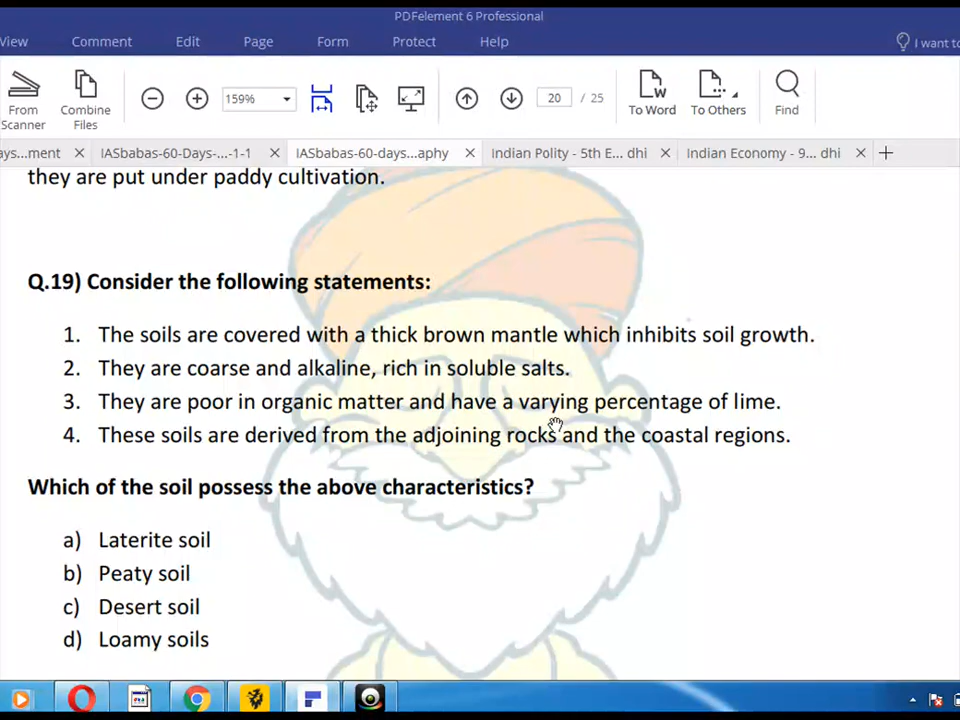 PDFelement 6 Professional
View Comment Edit Page Form Protect Help I want to
From Scanner
Combine Files
159%
20 / 25
To Word
To Others
Find
ays...ment IASbabas-60-Days-...-1-1 IASbabas-60-days...aphy Indian Polity - 5th E... dhi Indian Economy - 9... dhi
they are put under paddy cultivation.
Q.19) Consider the following statements:
1. The soils are covered with a thick brown mantle which inhibits soil growth.
2. They are coarse and alkaline, rich in soluble salts.
3. They are poor in organic matter and have a varying percentage of lime.
4. These soils are derived from the adjoining rocks and the coastal regions.
Which of the soil possess the above characteristics?
a) Laterite soil
b) Peaty soil
c) Desert soil
d) Loamy soils